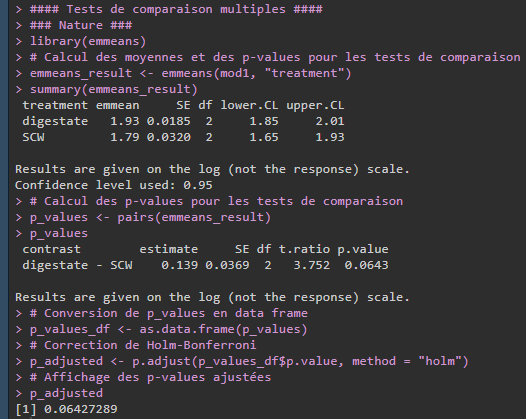 > #### Tests de comparaison multiples ####
> ### Nature ###
> library(emmeans)
> # Calcul des moyennes et des p-values pour les tests de comparaison
> emmeans_result <- emmeans(mod1, "treatment")
> summary(emmeans_result)
 treatment emmean     SE df lower.CL upper.CL
 digestate   1.93 0.0185  2     1.85     2.01
 SCW         1.79 0.0320  2     1.65     1.93

Results are given on the log (not the response) scale.
Confidence level used: 0.95
> # Calcul des p-values pour les tests de comparaison
> p_values <- pairs(emmeans_result)
> p_values
 contrast        estimate     SE df t.ratio p.value
 digestate - SCW    0.139 0.0369  2   3.752  0.0643

Results are given on the log (not the response) scale.
> # Conversion de p_values en data frame
> p_values_df <- as.data.frame(p_values)
> # Correction de Holm-Bonferroni
> p_adjusted <- p.adjust(p_values_df$p.value, method = "holm")
> # Affichage des p-values ajustées
> p_adjusted
[1] 0.06427289